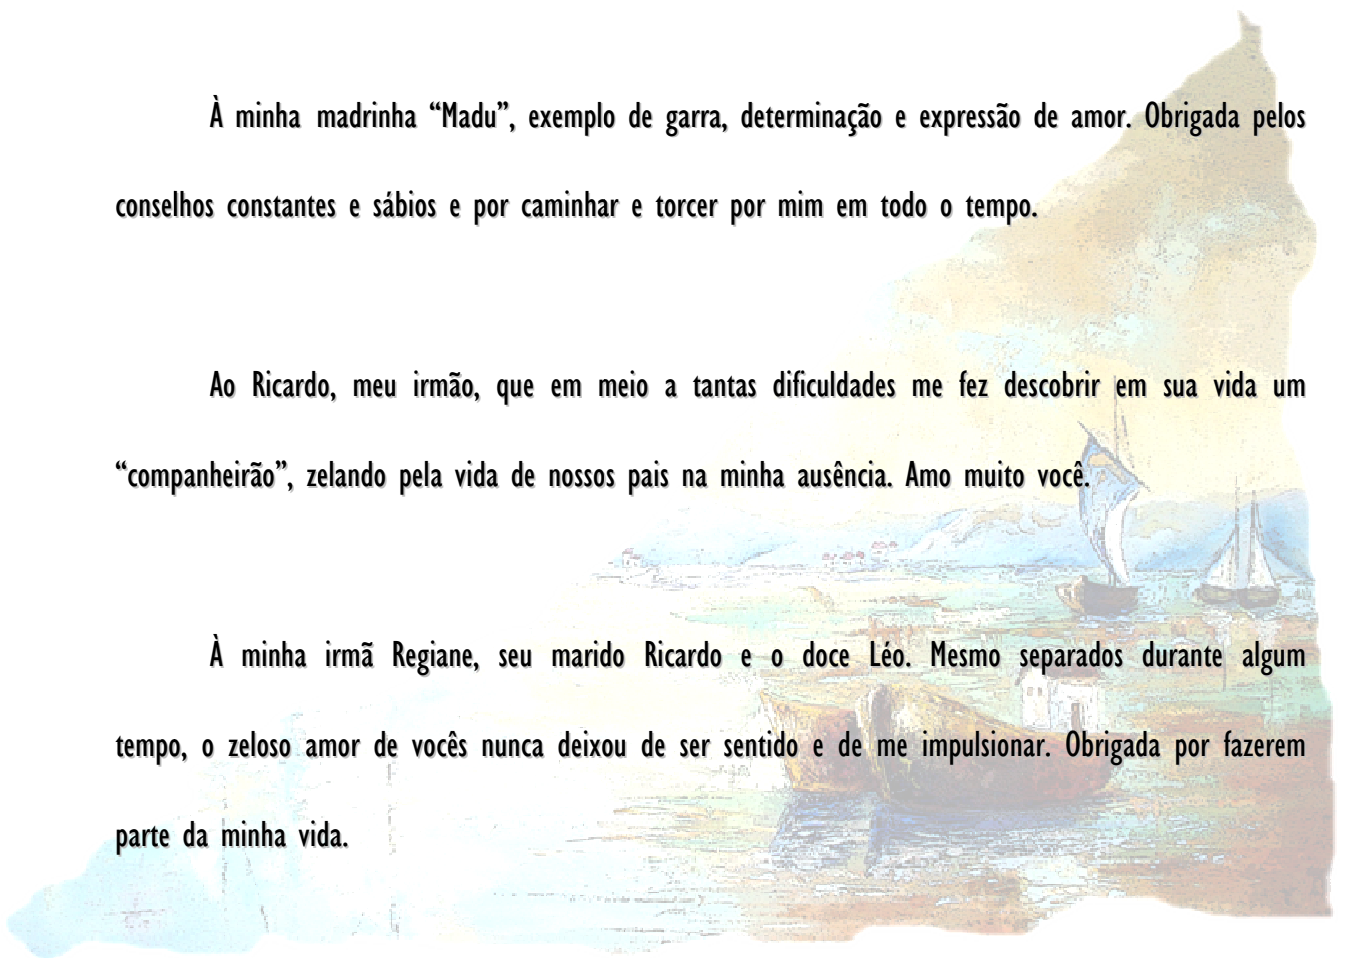 À minha madrinha “Madu”, exemplo de garra, determinação e expressão de amor. Obrigada pelos
conselhos constantes e sábios e por caminhar e torcer por mim em todo o tempo.
Ao Ricardo, meu irmão, que em meio a tantas dificuldades me fez descobrir em sua vida um
“companheirão”, zelando pela vida de nossos pais na minha ausência. Amo muito você.
À minha irmã Regiane, seu marido Ricardo e o doce Léo. Mesmo separados durante algum
tempo, o zeloso amor de vocês nunca deixou de ser sentido e de me impulsionar. Obrigada por fazerem
parte da minha vida.